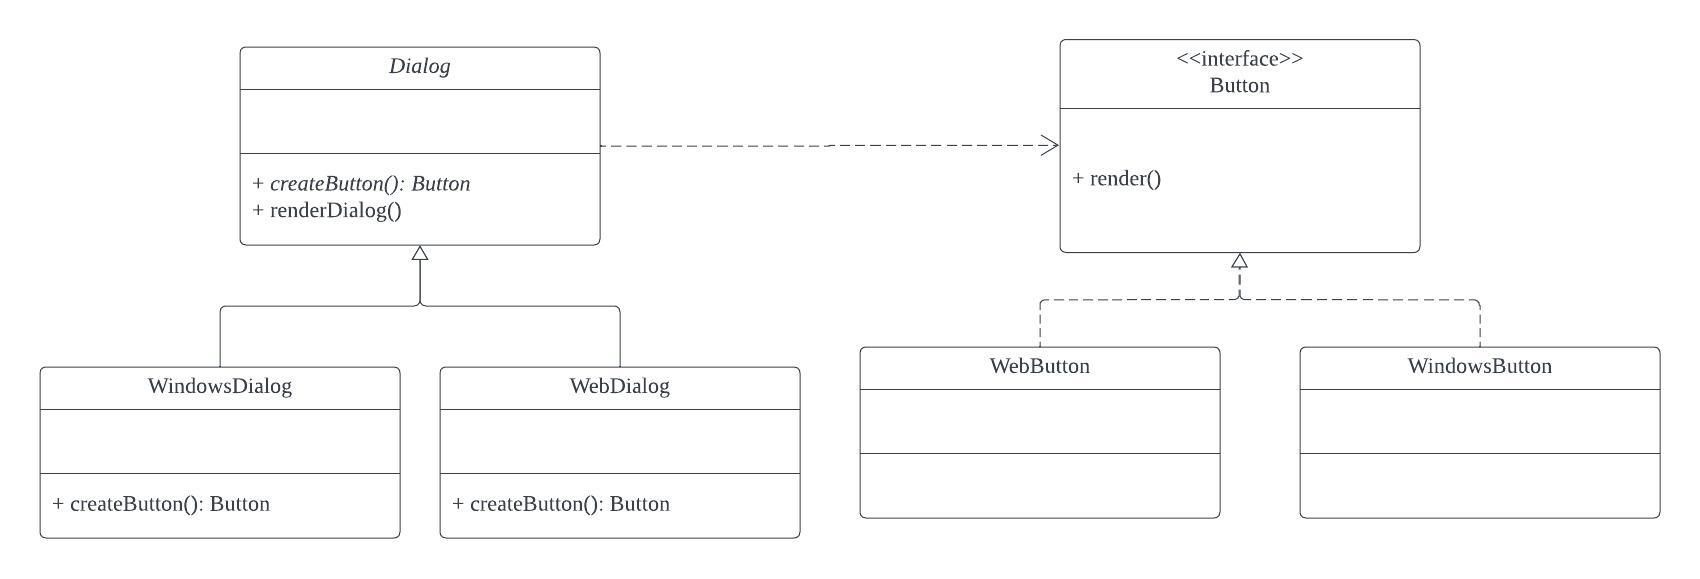 Dialog
+ createButton(): Button
+ renderDialog()
<<interface>>
Button
+ render()
WindowsDialog
+ createButton(): Button
WebDialog
+ createButton(): Button
WebButton
WindowsButton